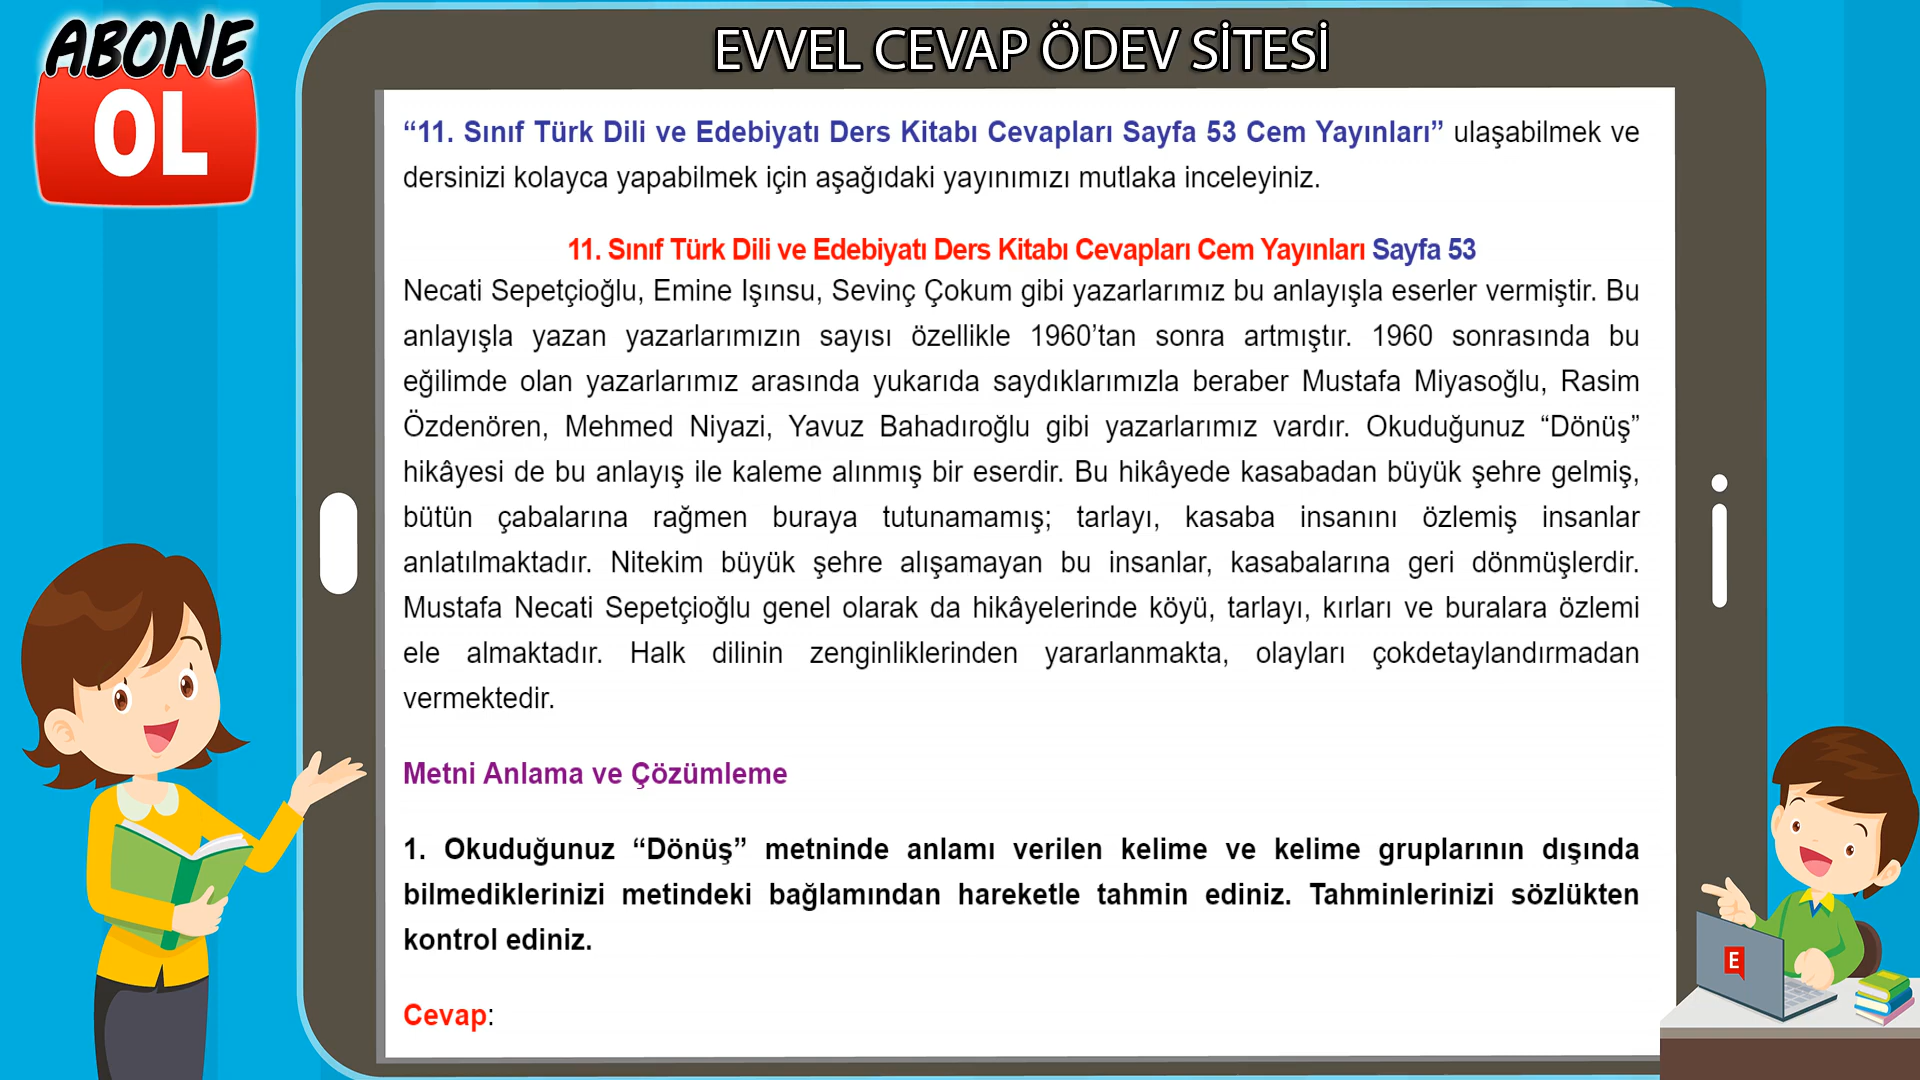 ABONE
OL
EVVEL CEVAP ÖDEV SİTESİ
“11. Sınıf Türk Dili ve Edebiyatı Ders Kitabı Cevapları Sayfa 53 Cem Yayınları” ulaşabilmek ve
dersinizi kolayca yapabilmek için aşağıdaki yayınımızı mutlaka inceleyiniz.
11. Sınıf Türk Dili ve Edebiyatı Ders Kitabı Cevapları Cem Yayınları Sayfa 53
Necati Sepetçioğlu, Emine Işınsu, Sevinç Çokum gibi yazarlarımız bu anlayışla eserler vermiştir. Bu
anlayışla yazan yazarlarımızın sayısı özellikle 1960’tan sonra artmıştır. 1960 sonrasında bu
eğilimde olan yazarlarımız arasında yukarıda saydıklarımızla beraber Mustafa Miyasoğlu, Rasim
Özdenören, Mehmed Niyazi, Yavuz Bahadıroğlu gibi yazarlarımız vardır. Okuduğunuz “Dönüş”
hikâyesi de bu anlayış ile kaleme alınmış bir eserdir. Bu hikâyede kasabadan büyük şehre gelmiş,
bütün çabalarına rağmen buraya tutunamamış; tarlayı, kasaba insanını özlemiş insanlar
anlatılmaktadır. Nitekim büyük şehre alışamayan bu insanlar, kasabalarına geri dönmüşlerdir.
Mustafa Necati Sepetçioğlu genel olarak da hikâyelerinde köyü, tarlayı, kırları ve buralara özlemi
ele almaktadır. Halk dilinin zenginliklerinden yararlanmakta, olayları çokdetaylandırmadan
vermektedir.
Metni Anlama ve Çözümleme
1. Okuduğunuz “Dönüş” metninde anlamı verilen kelime ve kelime gruplarının dışında
bilmediklerinizi metindeki bağlamından hareketle tahmin ediniz. Tahminlerinizi sözlükten
kontrol ediniz.
Cevap:
E